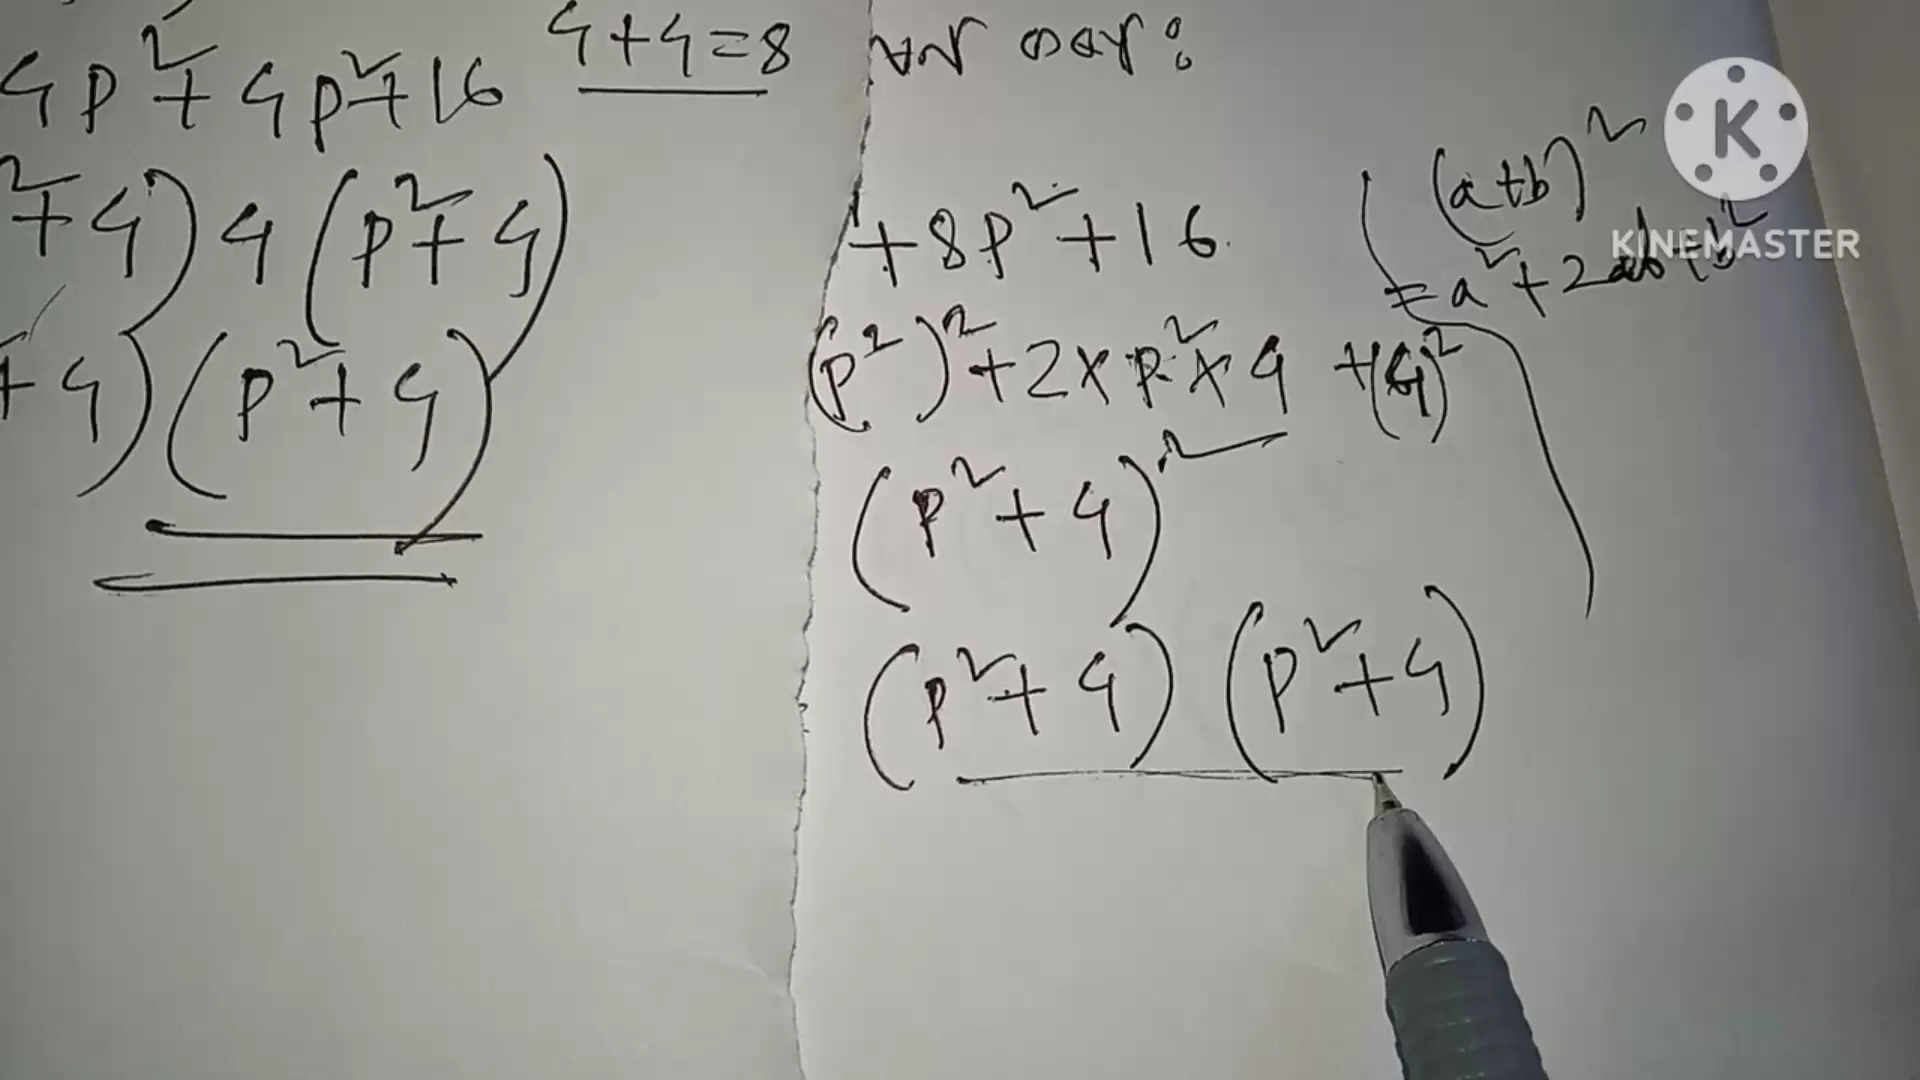 4p²+4p²+16 4+4=8
²+4) 4(p²+4)
+4)(p²+4)
+8p²+16
(p²)²+2×p²×4 +(4)²
(p²+4)²
(p²+4) (p²+4)
(a+b)²
=a²+2ab+b²
K
KINEMASTER